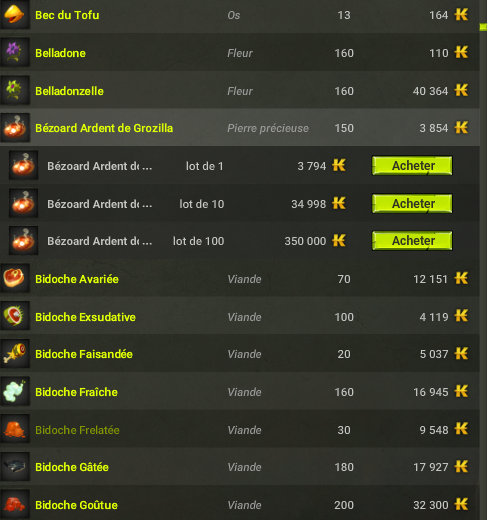 Bec du Tofu Os 13 164
Belladone Fleur 160 110
Belladonzelle Fleur 160 40 364
Bézoard Ardent de Grozilla Pierre précieuse 150 3 854
Bézoard Ardent de ... lot de 1 3 794 Acheter
Bézoard Ardent de ... lot de 10 34 998 Acheter
Bézoard Ardent de ... lot de 100 350 000 Acheter
Bidoche Avariée Viande 70 12 151
Bidoche Exsudative Viande 100 4 119
Bidoche Faisandée Viande 20 5 037
Bidoche Fraîche Viande 160 16 945
Bidoche Frelatée Viande 30 9 548
Bidoche Gâtée Viande 180 17 927
Bidoche Goûtue Viande 200 32 300